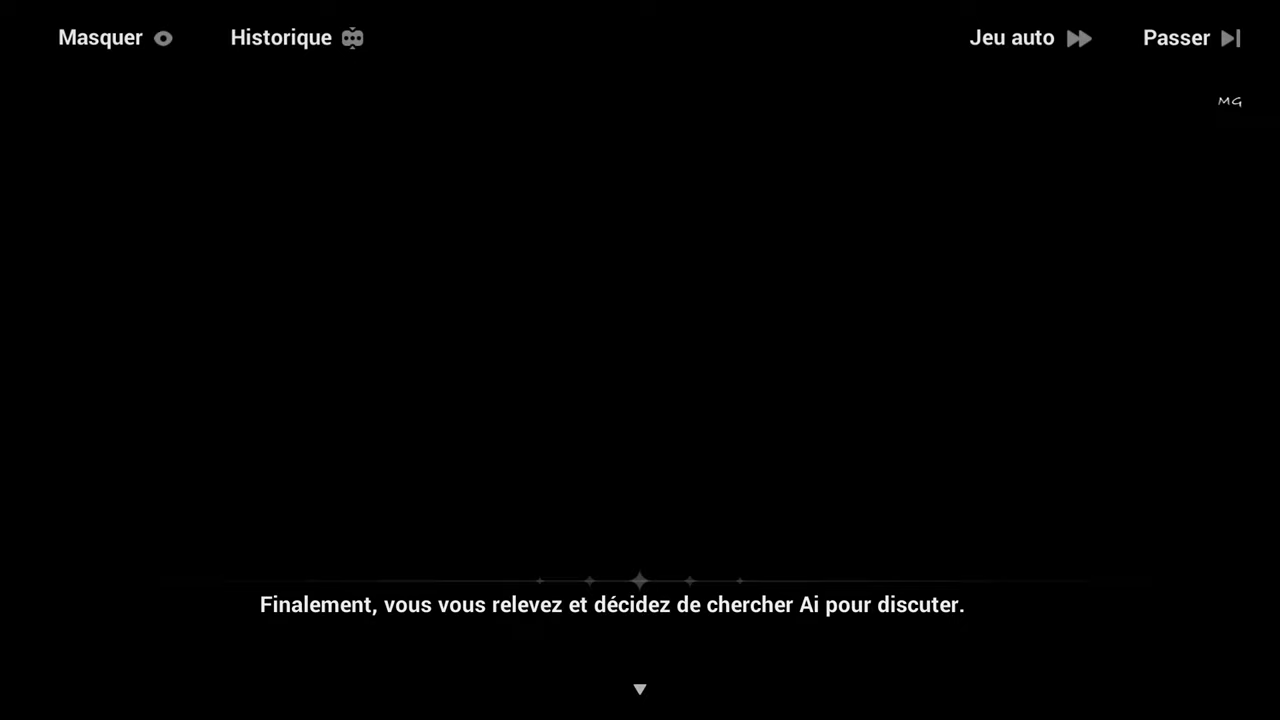 Masquer Historique Jeu auto Passer
MG
Finalement, vous vous relevez et décidez de chercher Ai pour discuter.